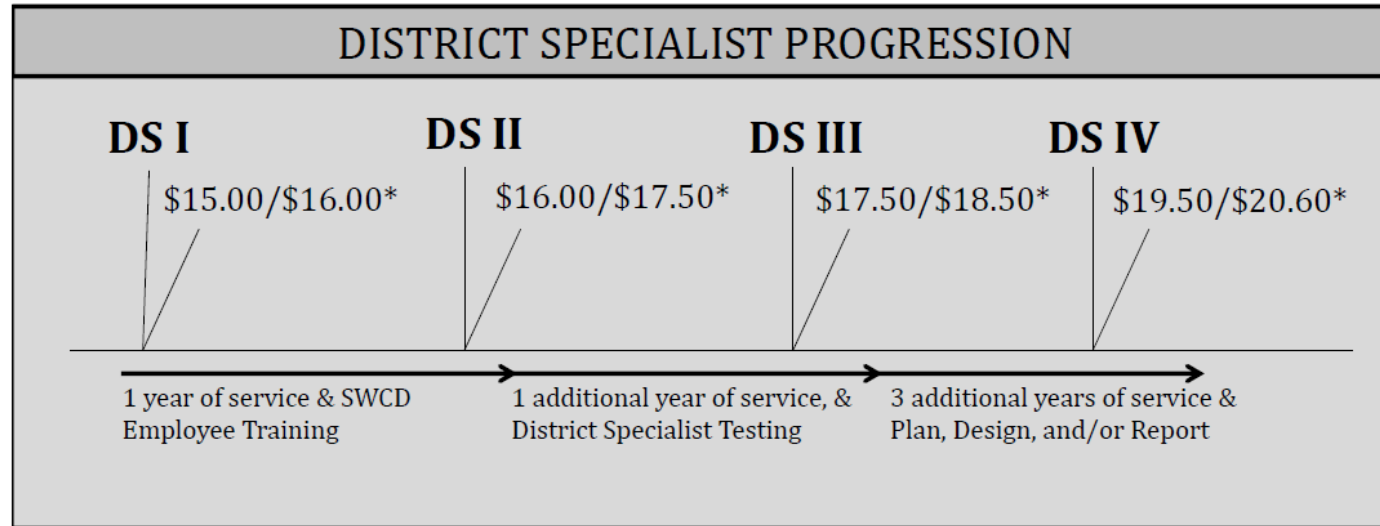 DISTRICT SPECIALIST PROGRESSION
DS I
DS II
DS III
DS IV
$15.00/$16.00*
$16.00/$17.50*
$17.50/$18.50*
$19.50/$20.60*
1 year of service & SWCD
Employee Training
1 additional year of service, &
District Specialist Testing
3 additional years of service &
Plan, Design, and/or Report